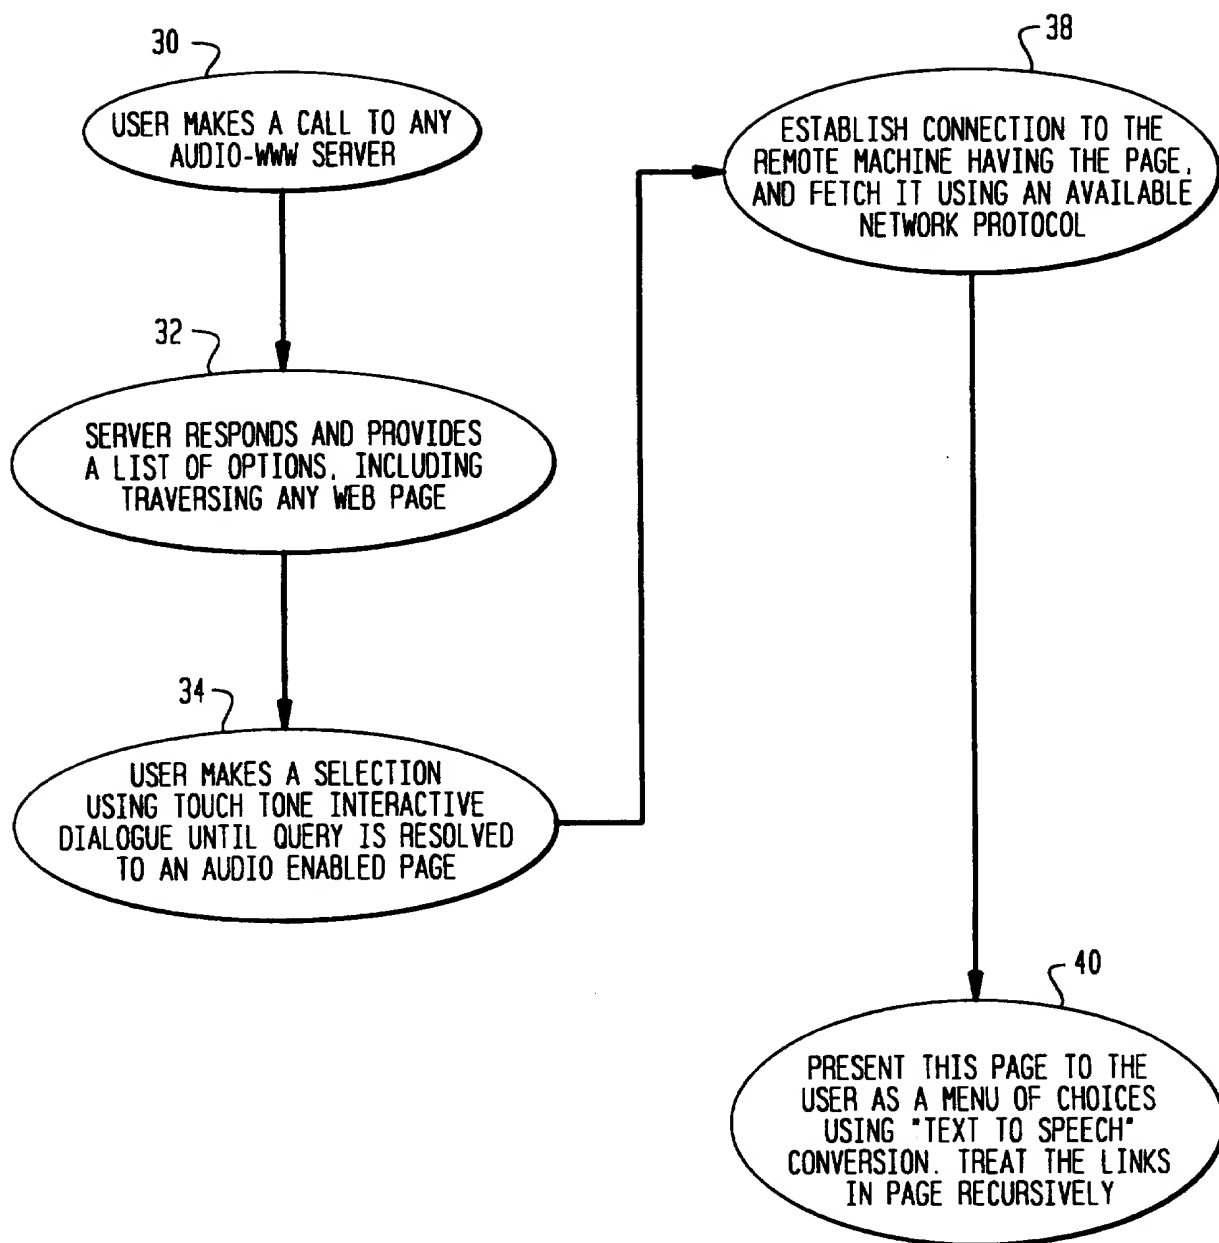 30
USER MAKES A CALL TO ANY
AUDIO-WWW SERVER
32
SERVER RESPONDS AND PROVIDES
A LIST OF OPTIONS, INCLUDING
TRAVERSING ANY WEB PAGE
34
USER MAKES A SELECTION
USING TOUCH TONE INTERACTIVE
DIALOGUE UNTIL QUERY IS RESOLVED
TO AN AUDIO ENABLED PAGE
38
ESTABLISH CONNECTION TO THE
REMOTE MACHINE HAVING THE PAGE,
AND FETCH IT USING AN AVAILABLE
NETWORK PROTOCOL
40
PRESENT THIS PAGE TO THE
USER AS A MENU OF CHOICES
USING "TEXT TO SPEECH"
CONVERSION. TREAT THE LINKS
IN PAGE RECURSIVELY